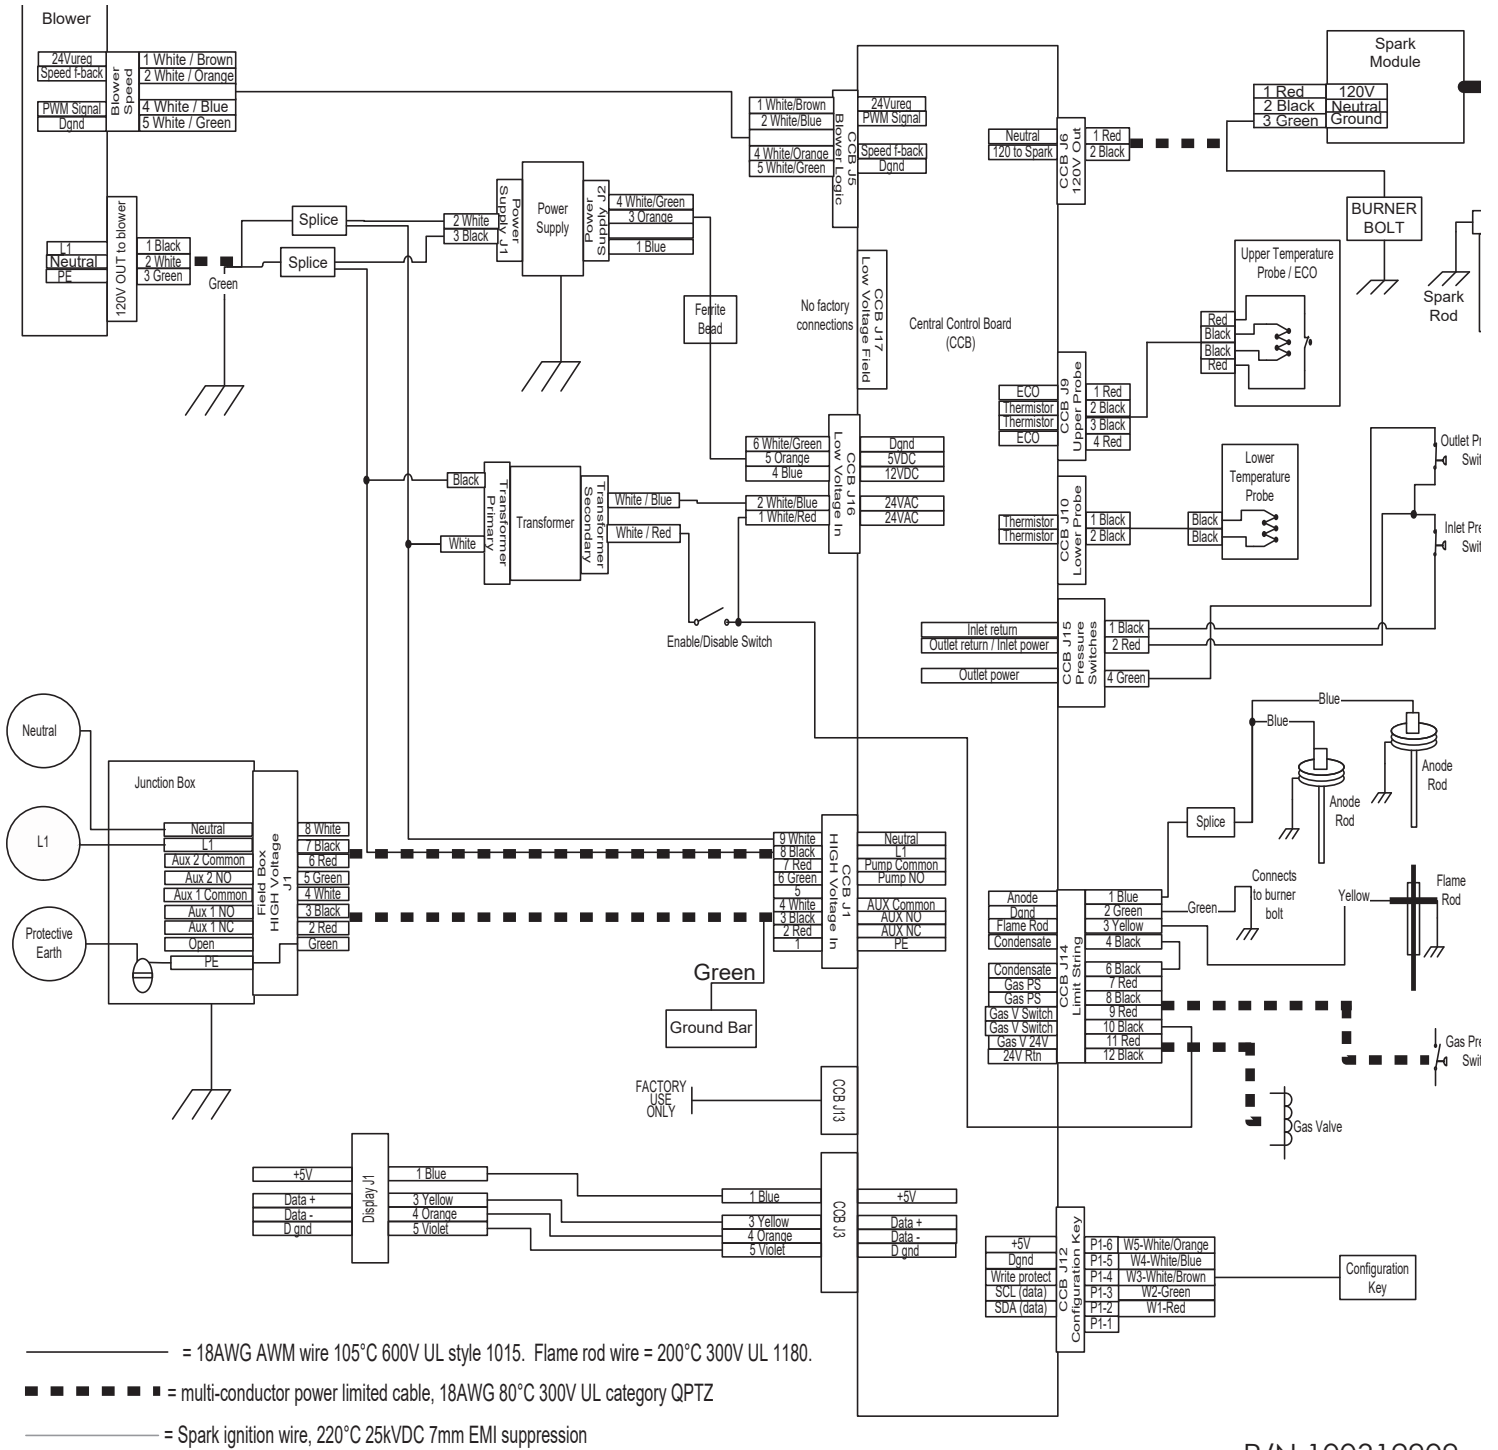 Blower
24Vureq
Speed f-back
PWM Signal
Dgnd
Blower Speed
1 White / Brown
2 White / Orange
4 White / Blue
5 White / Green
L1
Neutral
PE
120V OUT to blower
1 Black
2 White
3 Green
Green
Splice
Splice
2 White
3 Black
Power Supply J1
Power Supply
Power Supply J2
4 White/Green
3 Orange
1 Blue
Ferrite Bead
1 White/Brown
2 White/Blue
4 White/Orange
5 White/Green
CCB J5
Blower Logic
24Vureq
PWM Signal
Speed f-back
Dgnd
No factory connections
CCB J17
Low Voltage Field
Central Control Board
(CCB)
6 White/Green
5 Orange
4 Blue
2 White/Blue
1 White/Red
CCB J16
Low Voltage In
Dgnd
5VDC
12VDC
24VAC
24VAC
Black
White
Transformer Primary
Transformer
Transformer Secondary
White / Blue
White / Red
Enable/Disable Switch
Neutral
120 to Spark
CCB J6
120V Out
1 Red
2 Black
Spark Module
1 Red
2 Black
3 Green
120V
Neutral
Ground
BURNER BOLT
Spark Rod
Upper Temperature
Probe / ECO
Red
Black
Black
Red
ECO
Thermistor
Thermistor
ECO
CCB J9
Upper Probe
1 Red
2 Black
3 Black
4 Red
Thermistor
Thermistor
CCB J10
Lower Probe
1 Black
2 Black
Lower Temperature Probe
Black
Black
Outlet Pr
Swit
Inlet Pre
Swit
Inlet return
Outlet return / Inlet power
Outlet power
CCB J15
Pressure Switches
1 Black
2 Red
4 Green
Neutral
L1
Protective Earth
Junction Box
Neutral
L1
Aux 2 Common
Aux 2 NO
Aux 1 Common
Aux 1 NO
Aux 1 NC
Open
PE
Field Box
HIGH Voltage
J1
8 White
7 Black
6 Red
5 Green
4 White
3 Black
2 Red
Green
9 White
8 Black
7 Red
6 Green
5
4 White
3 Black
2 Red
1
CCB J1
HIGH Voltage In
Neutral
L1
Pump Common
Pump NO
AUX Common
AUX NO
AUX NC
PE
Green
Ground Bar
Blue
Blue
Splice
Anode Rod
Anode Rod
Connects to burner bolt
Green
Yellow
Flame Rod
Anode
Dgnd
Flame Rod
Condensate
Condensate
Gas PS
Gas PS
Gas V Switch
Gas V Switch
Gas V 24V
24V Rtn
CCB J14
Limit String
1 Blue
2 Green
3 Yellow
4 Black
6 Black
7 Red
8 Black
9 Red
10 Black
11 Red
12 Black
Gas Pre
Swit
Gas Valve
FACTORY USE ONLY
CCB J13
+5V
Data +
Data -
D gnd
Display J1
1 Blue
3 Yellow
4 Orange
5 Violet
1 Blue
3 Yellow
4 Orange
5 Violet
CCB J3
+5V
Data +
Data -
D gnd
+5V
Dgnd
Write protect
SCL (data)
SDA (data)
CCB J12
Configuration Key
P1-6
P1-5
P1-4
P1-3
P1-2
P1-1
W5-White/Orange
W4-White/Blue
W3-White/Brown
W2-Green
W1-Red
Configuration Key
= 18AWG AWM wire 105°C 600V UL style 1015. Flame rod wire = 200°C 300V UL 1180.
= multi-conductor power limited cable, 18AWG 80°C 300V UL category QPTZ
= Spark ignition wire, 220°C 25kVDC 7mm EMI suppression